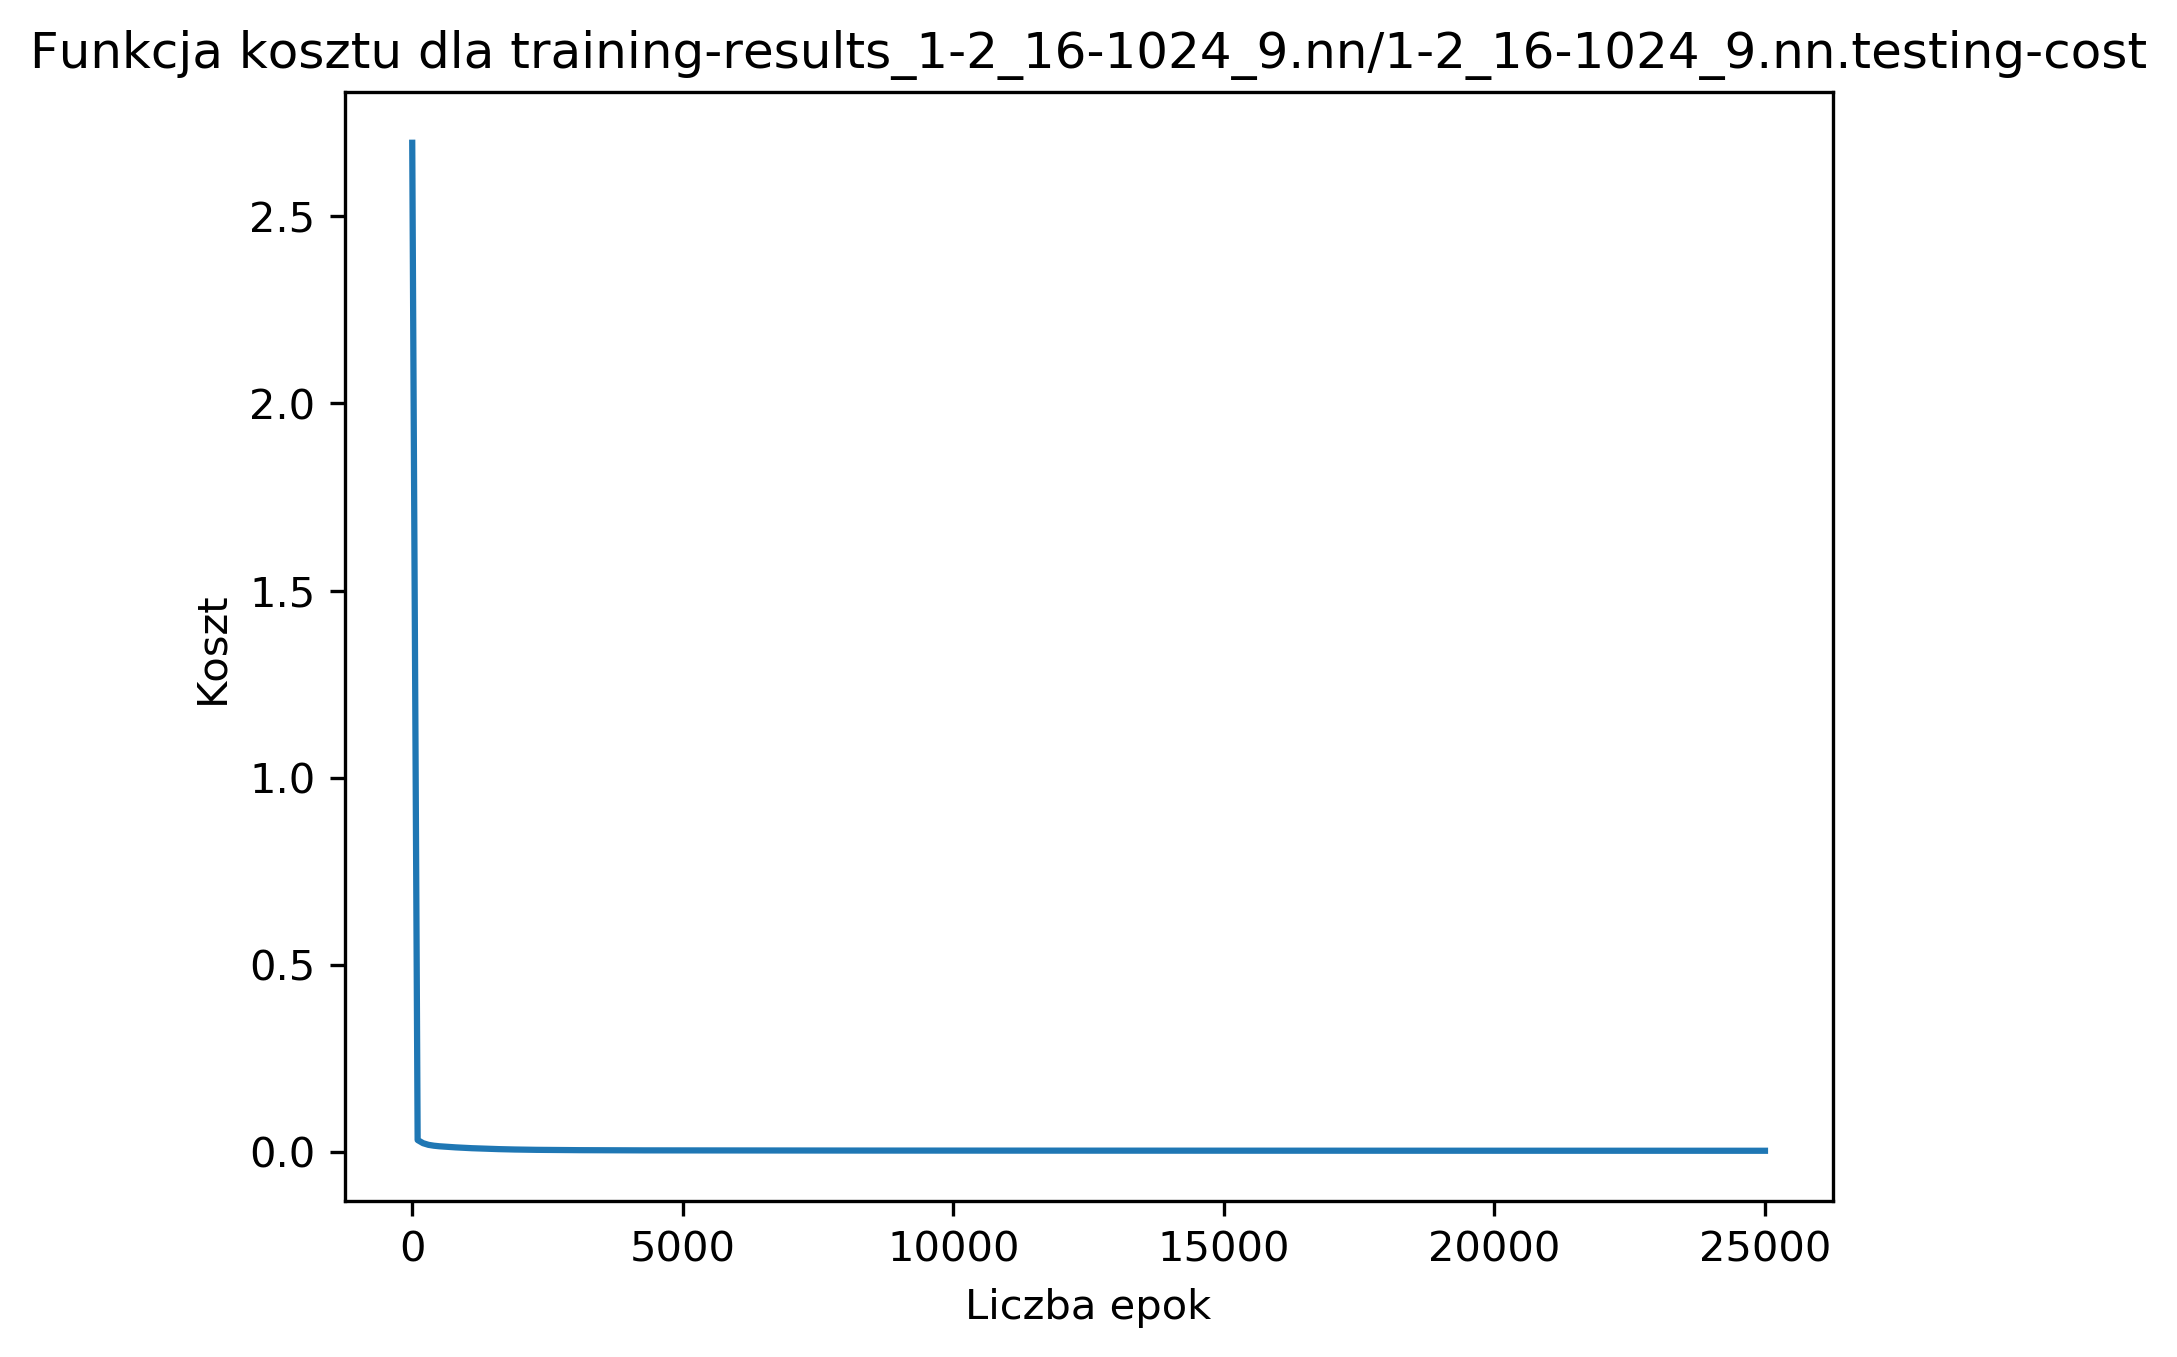 Funkcja kosztu dla training-results_1-2_16-1024_9.nn/1-2_16-1024_9.nn.testing-cost
2.5
2.0
1.5
1.0
0.5
0.0
Koszt
0 5000 10000 15000 20000 25000
Liczba epok